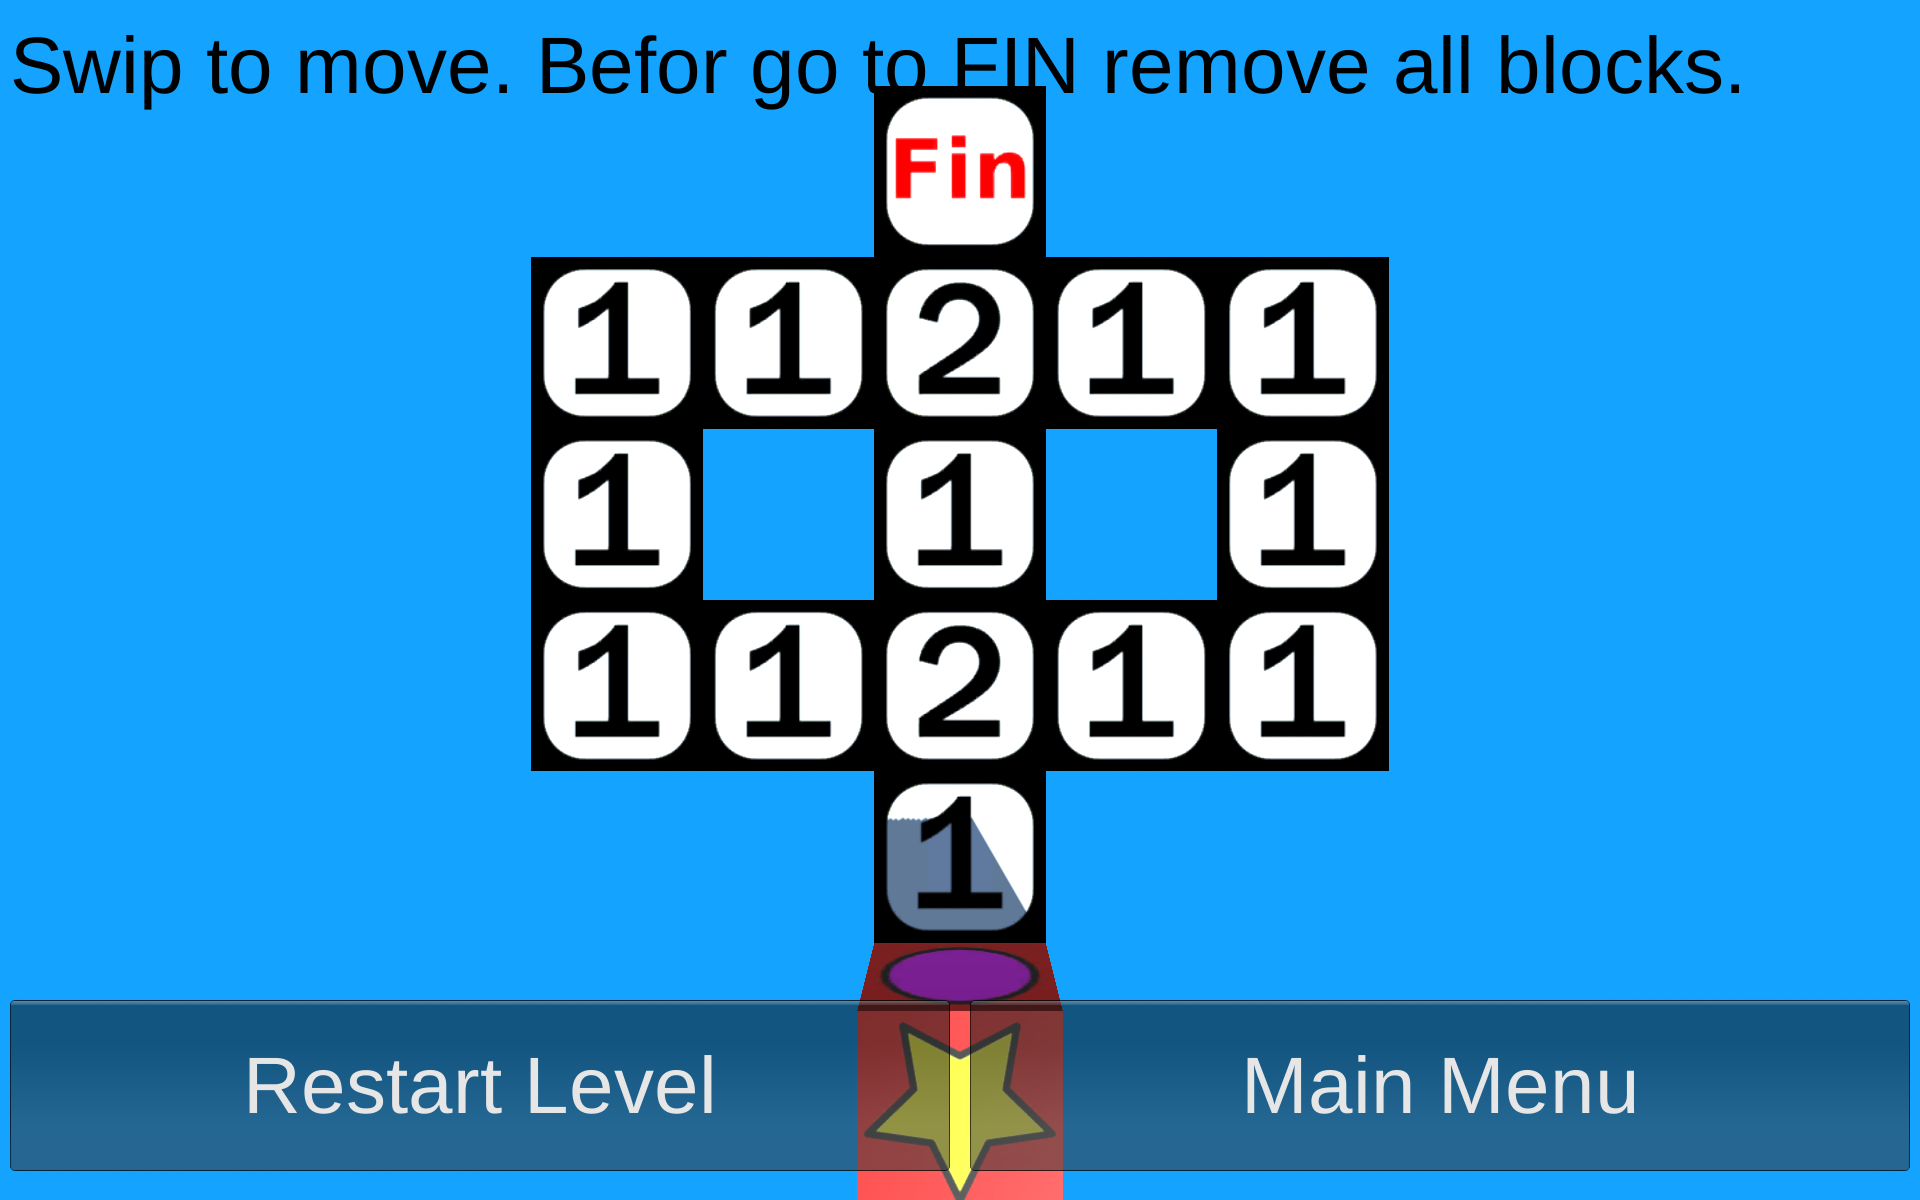 Swip to move. Befor go to FIN remove all blocks.
Fin
1 1 2 1 1
1 1 1
1 1 2 1 1
1
Restart Level Main Menu